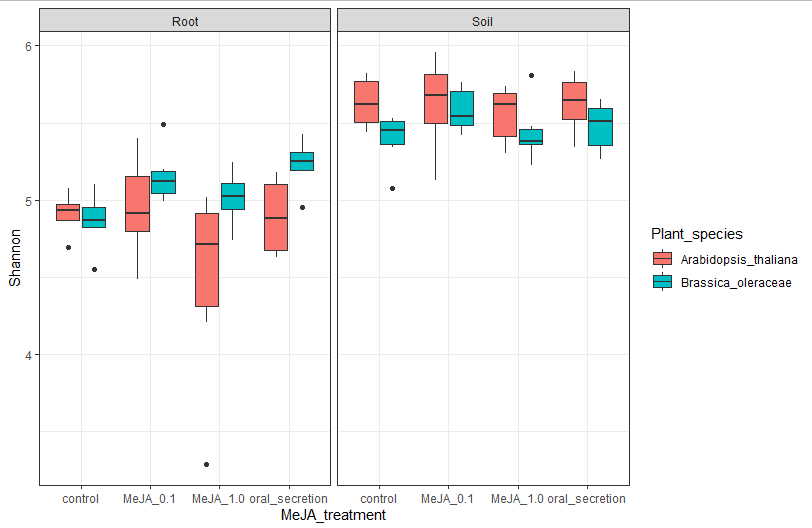 Root
Soil
6
5
4
Shannon
control
MeJA_0.1
MeJA_1.0
oral_secretion
control
MeJA_0.1
MeJA_1.0
oral_secretion
MeJA_treatment
Plant_species
Arabidopsis_thaliana
Brassica_oleraceae